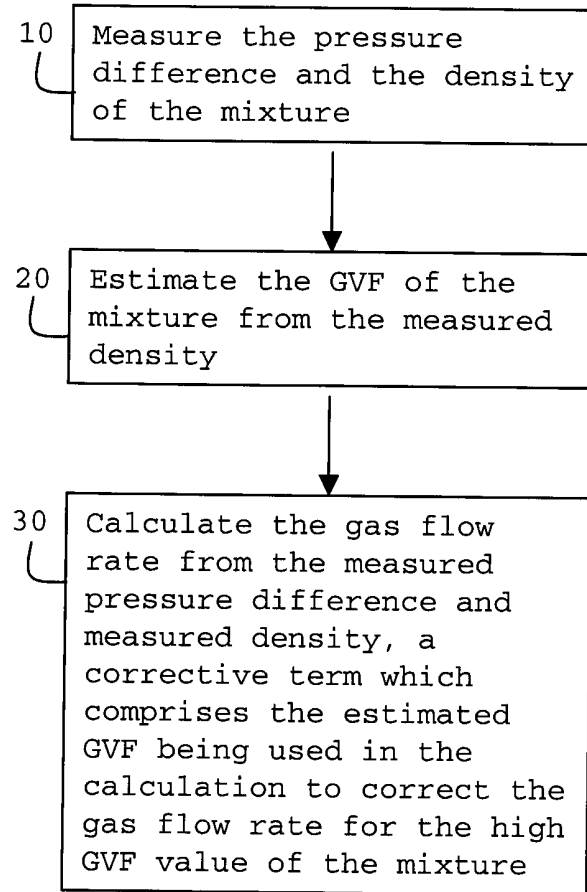 10
Measure the pressure
difference and the density
of the mixture
20
Estimate the GVF of the
mixture from the measured
density
30
Calculate the gas flow
rate from the measured
pressure difference and
measured density, a
corrective term which
comprises the estimated
GVF being used in the
calculation to correct the
gas flow rate for the high
GVF value of the mixture